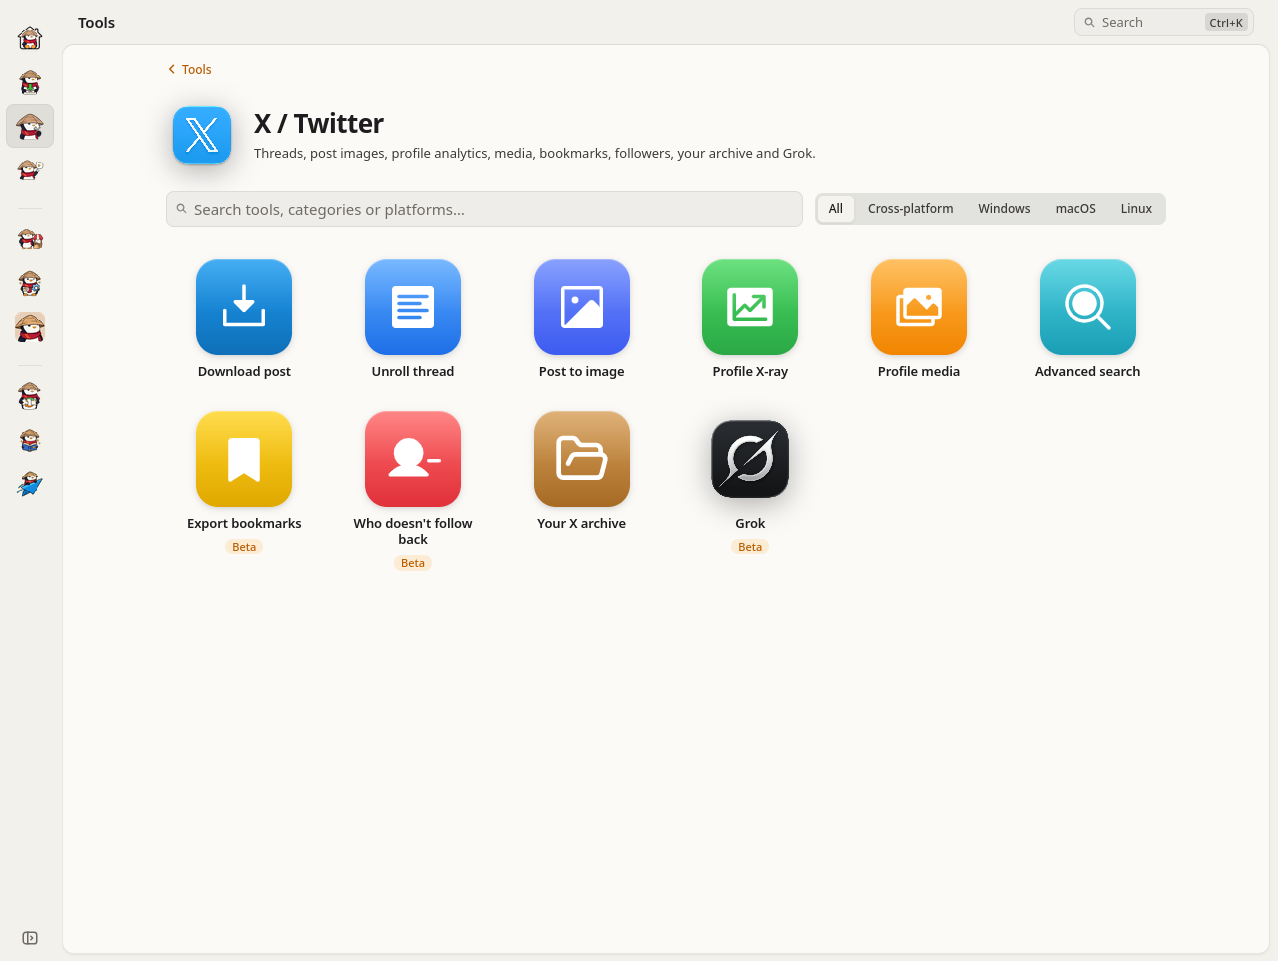 Tools
Search
Ctrl+K
Tools
X / Twitter
Threads, post images, profile analytics, media, bookmarks, followers, your archive and Grok.
Search tools, categories or platforms...
All
Cross-platform
Windows
macOS
Linux
Download post
Unroll thread
Post to image
Profile X-ray
Profile media
Advanced search
Export bookmarks
Beta
Who doesn't follow
back
Beta
Your X archive
Grok
Beta